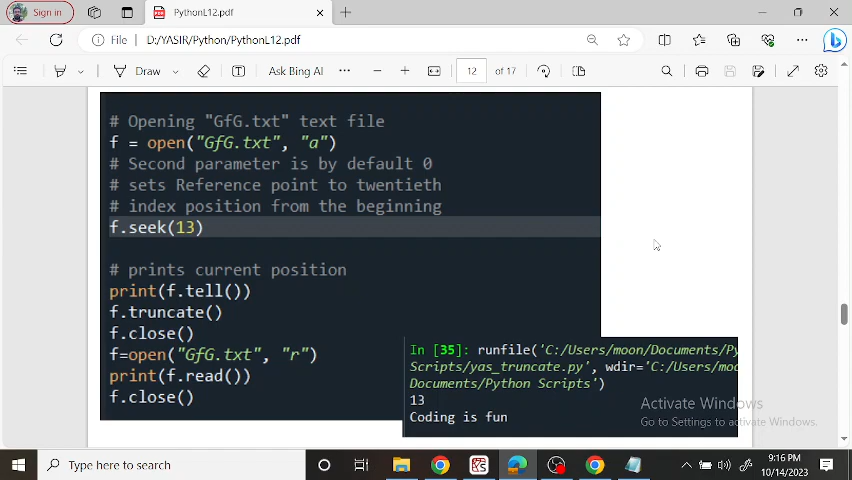 Sign in
PythonL12.pdf
File
D:/YASIR/Python/PythonL12.pdf
Draw
Ask Bing AI
12
of 17
# Opening "GfG.txt" text file
f = open("GfG.txt", "a")
# Second parameter is by default 0
# sets Reference point to twentieth
# index position from the beginning
f.seek(13)
# prints current position
print(f.tell())
f.truncate()
f.close()
f=open("GfG.txt", "r")
print(f.read())
f.close()
In [35]: runfile('C:/Users/moon/Documents/Py
Scripts/yas_truncate.py', wdir='C:/Users/moo
Documents/Python Scripts')
13
Coding is fun
Activate Windows
Go to Settings to activate Windows.
Type here to search
9:16 PM
10/14/2023